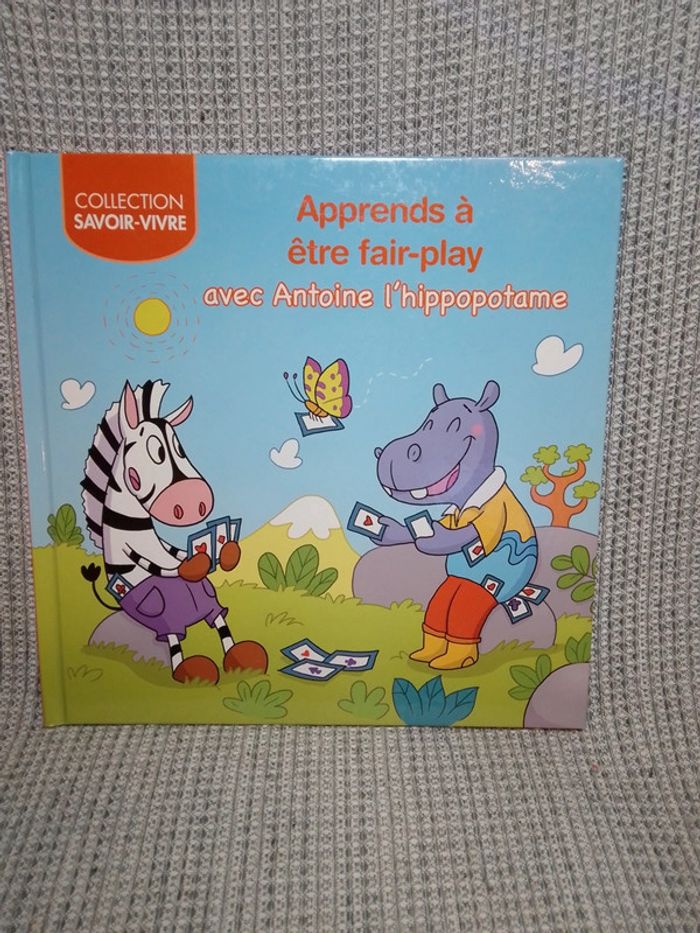 COLLECTION
SAVOIR-VIVRE
Apprends à
être fair-play
avec Antoine l'hippopotame